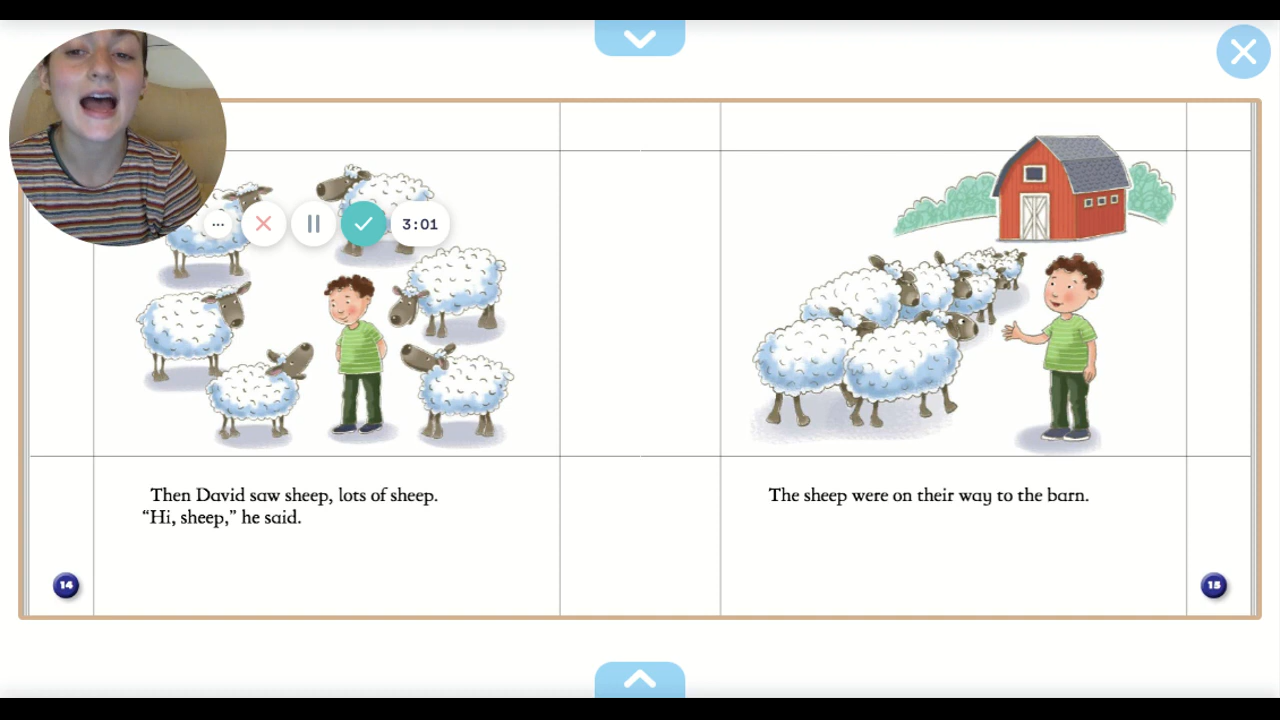 3:01
Then David saw sheep, lots of sheep.
“Hi, sheep,” he said.
14
The sheep were on their way to the barn.
15